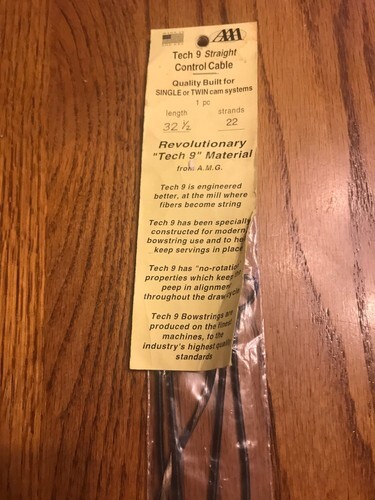 AMG
Tech 9 Straight
Control Cable
Quality Built for
SINGLE or TWIN cam systems
1 pc
length strands
32 ½ 22
Revolutionary
"Tech 9" Material
from A.M.G.
Tech 9 is engineered
better, at the mill where
fibers become string
Tech 9 has been specially
constructed for modern
bowstring use and to
keep servings in place
Tech 9 has "no-rotation"
properties which keep
peep in alignment
throughout the draw
Tech 9 Bowstrings are
produced on the finest
machines, to the
industry's highest quality
standards